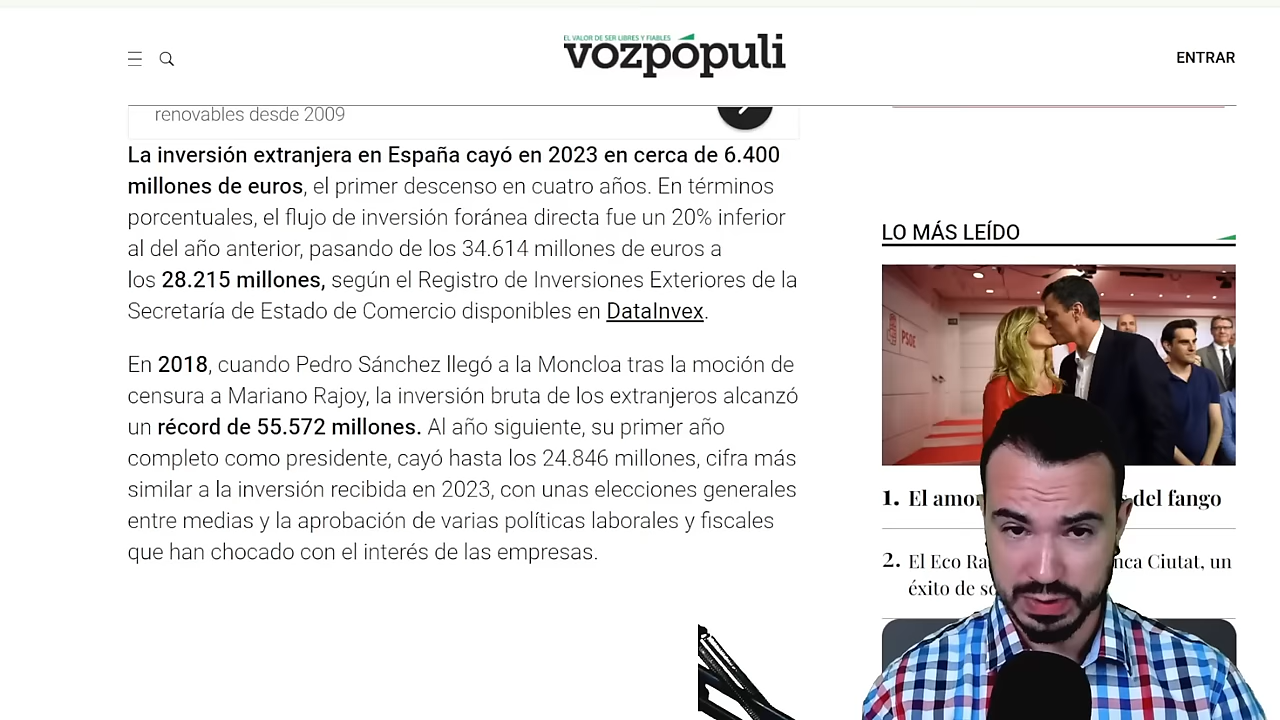 EL VALOR DE SER LIBRES Y FIABLES
vozpópuli
ENTRAR
renovables desde 2009
La inversión extranjera en España cayó en 2023 en cerca de 6.400
millones de euros, el primer descenso en cuatro años. En términos
porcentuales, el flujo de inversión foránea directa fue un 20% inferior
al del año anterior, pasando de los 34.614 millones de euros a
los 28.215 millones, según el Registro de Inversiones Exteriores de la
Secretaría de Estado de Comercio disponibles en DataInvex.
En 2018, cuando Pedro Sánchez llegó a la Moncloa tras la moción de
censura a Mariano Rajoy, la inversión bruta de los extranjeros alcanzó
un récord de 55.572 millones. Al año siguiente, su primer año
completo como presidente, cayó hasta los 24.846 millones, cifra más
similar a la inversión recibida en 2023, con unas elecciones generales
entre medias y la aprobación de varias políticas laborales y fiscales
que han chocado con el interés de las empresas.
LO MÁS LEÍDO
PSOE
1. El del fango
2. El Eco Ciutat, un
éxito de